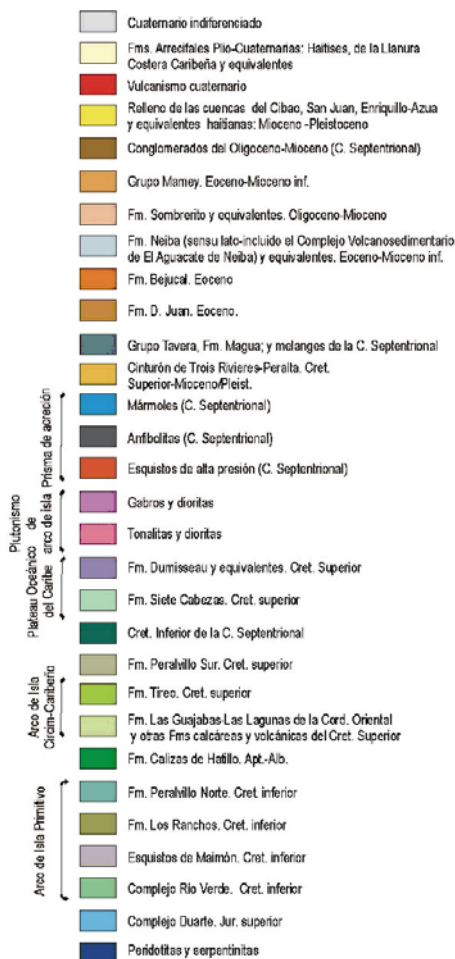 Cuaternario indiferenciado
Fms. Arrecifales Plio-Cuaternarias: Haitises, de la Llanura
Costera Caribeña y equivalentes
Vulcanismo cuaternario
Relleno de las cuencas del Cibao, San Juan, Enriquillo-Azua
y equivalentes haitianas: Mioceno -Pleistoceno
Conglomerados del Oligoceno-Mioceno (C. Septentrional)
Grupo Mamey. Eoceno-Mioceno inf.
Fm. Sombrerito y equivalentes. Oligoceno-Mioceno
Fm. Neiba (sensu lato-incluido el Complejo Volcanosedimentario
de El Aguacate de Neiba) y equivalentes. Eoceno-Mioceno inf.
Fm. Bejucal. Eoceno
Fm. D. Juan. Eoceno.
Grupo Tavera, Fm. Magua; y melanges de la C. Septentrional
Cinturón de Trois Rivieres-Peralta. Cret.
Superior-Mioceno/Pleist.
Prisma de acreción
Mármoles (C. Septentrional)
Anfibolitas (C. Septentrional)
Esquistos de alta presión (C. Septentrional)
Plutonismo
de
arco de isla
Gabros y dioritas
Tonalitas y dioritas
Plateau Oceánico
del Caribe
Fm. Dumisseau y equivalentes. Cret. Superior
Fm. Siete Cabezas. Cret. superior
Cret. Inferior de la C. Septentrional
Fm. Peralvillo Sur. Cret. superior
Arco de Isla
Circim-Caribeño
Fm. Tireo. Cret. superior
Fm. Las Guajabas-Las Lagunas de la Cord. Oriental
y otras Fms calcáreas y volcánicas del Cret. Superior
Fm. Calizas de Hatillo. Apt.-Alb.
Arco de Isla Primitivo
Fm. Peralvillo Norte. Cret. inferior
Fm. Los Ranchos. Cret. inferior
Esquistos de Maimón. Cret. inferior
Complejo Río Verde. Cret. inferior
Complejo Duarte. Jur. superior
Peridotitas y serpentinitas